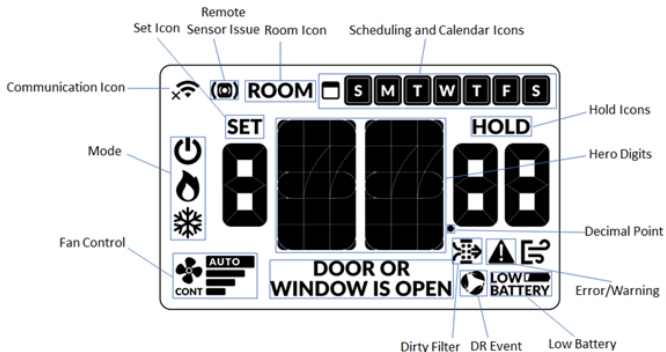 Remote
Sensor Issue
Set Icon
Room Icon
Scheduling and Calendar Icons
Communication Icon
ROOM
S M T W T F S
SET
HOLD
Hold Icons
Mode
Hero Digits
8
88
Fan Control
AUTO
CONT
DOOR OR
WINDOW IS OPEN
Decimal Point
LOW
BATTERY
Error/Warning
Low Battery
Dirty Filter
DR Event